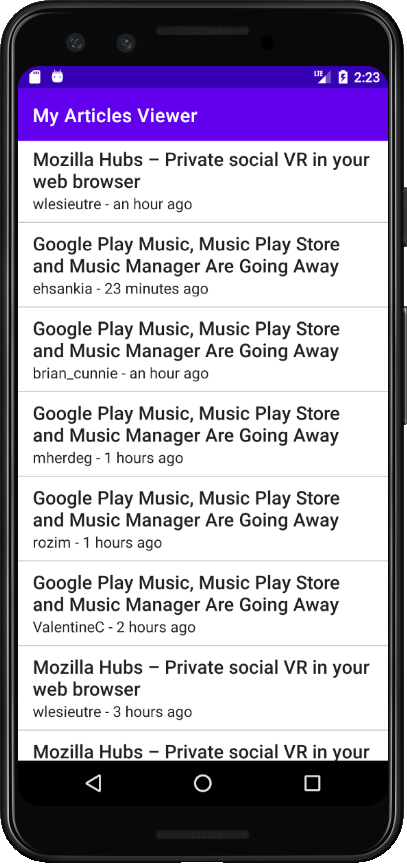 LTE 2:23
My Articles Viewer
Mozilla Hubs – Private social VR in your
web browser
wlesieutre - an hour ago
Google Play Music, Music Play Store
and Music Manager Are Going Away
ehsankia - 23 minutes ago
Google Play Music, Music Play Store
and Music Manager Are Going Away
brian_cunnie - an hour ago
Google Play Music, Music Play Store
and Music Manager Are Going Away
mherdeg - 1 hours ago
Google Play Music, Music Play Store
and Music Manager Are Going Away
rozim - 1 hours ago
Google Play Music, Music Play Store
and Music Manager Are Going Away
ValentineC - 2 hours ago
Mozilla Hubs – Private social VR in your
web browser
wlesieutre - 3 hours ago
Mozilla Hubs – Private social VR in your